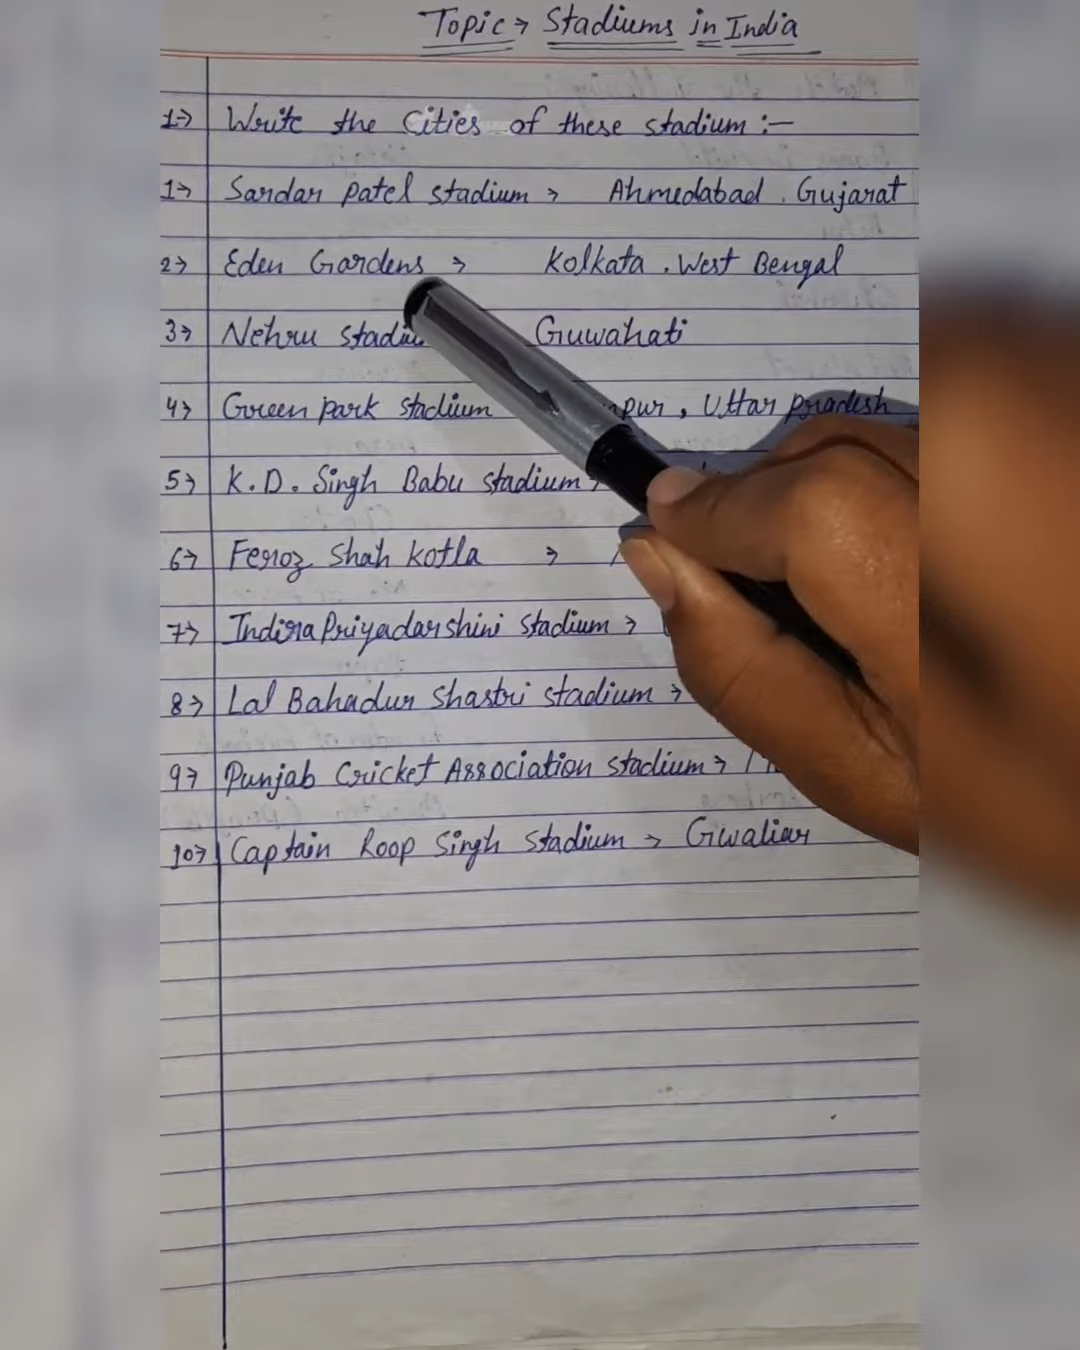 Topic → Stadiums in India
1→ Write the Cities of these stadium :-
1→ Sardar Patel stadium → Ahmedabad . Gujarat
2→ Eden Gardens → Kolkata . West Bengal
3→ Nehru Guwahati
4→ Green park stadium , Uttar pradesh
5→ K.D. Singh Babu stadium →
6→ Feroz Shah Kotla →
7→ Indira Priyadarshini stadium →
8→ Lal Bahadur Shastri stadium →
9→ Punjab Cricket Association stadium →
10→ Captain Roop Singh stadium → Gwaliar